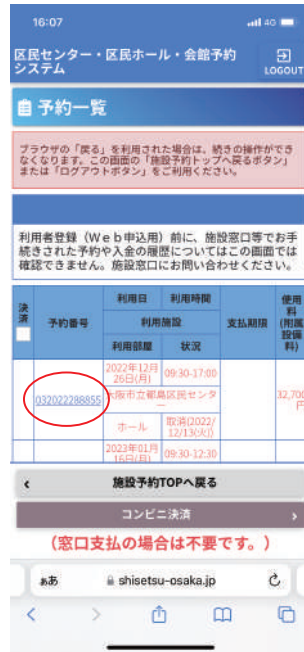 16:07
4G
区民センター・区民ホール・会館予約
システム
LOGOUT
予約一覧
ブラウザの「戻る」を利用された場合は、続きの操作ができ
なくなります。この画面の「施設予約トップへ戻るボタン」
または「ログアウトボタン」をご利用ください。
利用者登録（Ｗｅｂ申込用）前に、施設窓口等でお手
続きされた予約や入金の履歴についてはこの画面では
確認できません。施設窓口にお問い合わせください。
決済
予約番号
利用日
利用時間
利用施設
利用部屋
状況
支払期限
使用
料
(附属
設備
料)
2022年12月
26日(月)
09:30-17:00
032022288855
大阪市立都島区民センタ
ー
32,700
円
ホール
取消(2022/
12/13(火))
2023年01月
16日(月)
09:30-12:30
施設予約TOPへ戻る
コンビニ決済
（窓口支払の場合は不要です。）
ぁあ
shisetsu-osaka.jp